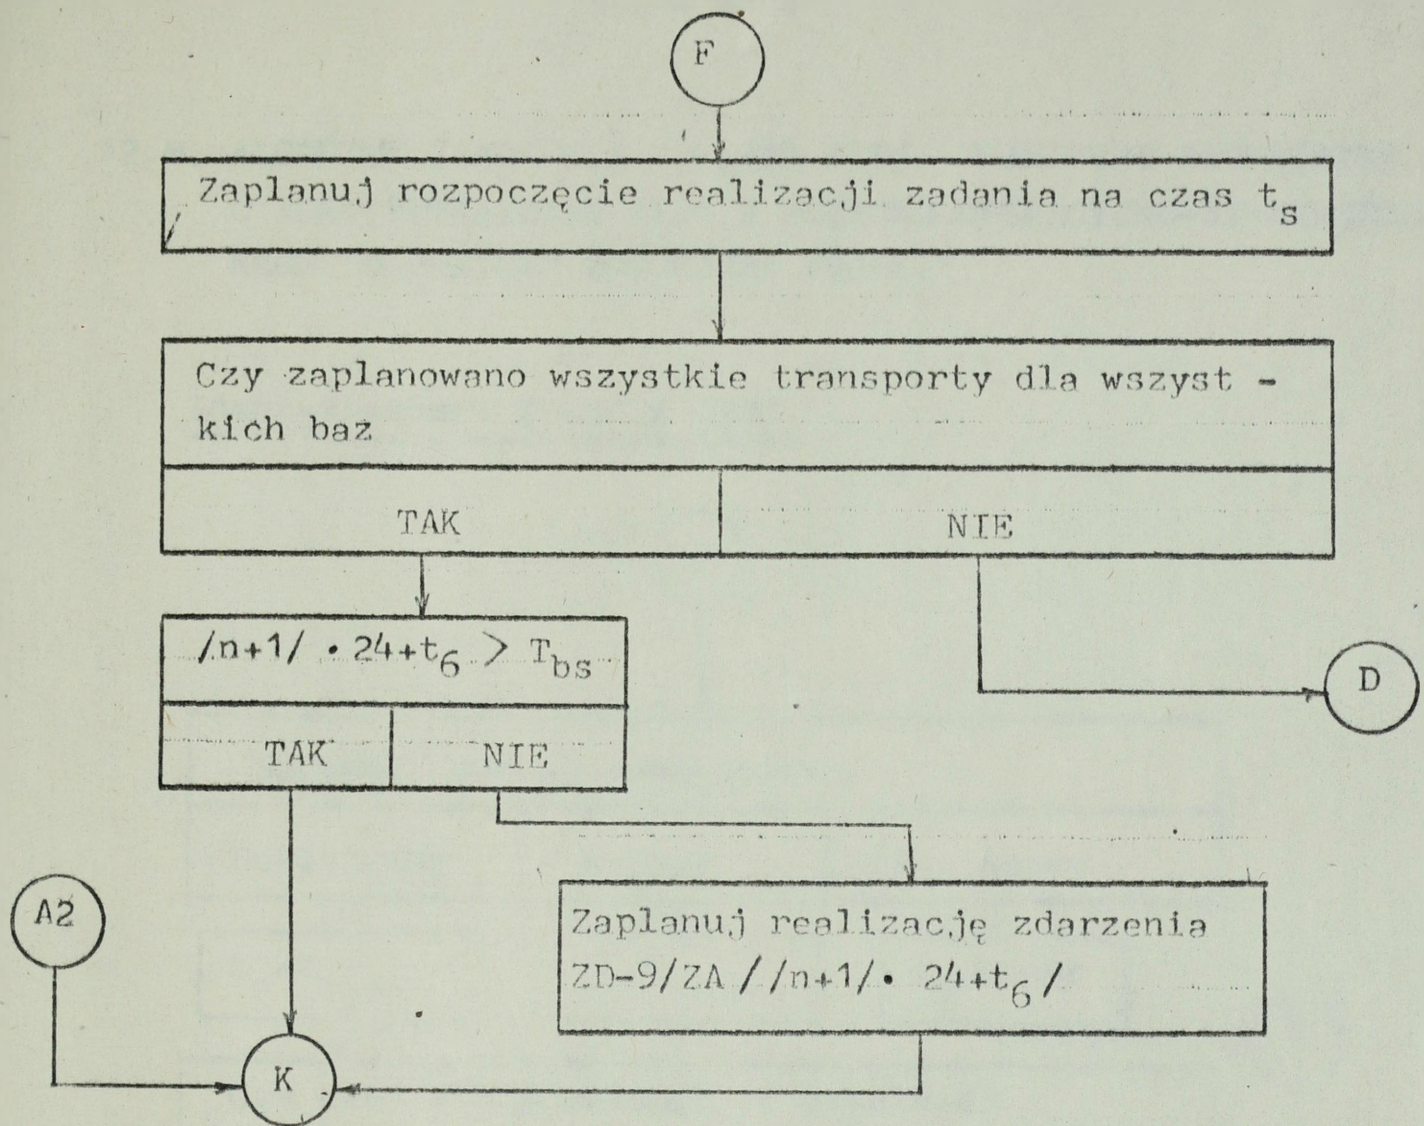 F
Zaplanuj rozpoczęcie realizacji zadania na czas t_s
Czy zaplanowano wszystkie transporty dla wszyst -
kich baz
TAK
NIE
/n+1/ • 24+t_6 > T_bs
D
TAK
NIE
A2
Zaplanuj realizację zdarzenia
ZD-9/ZA //n+1/• 24+t_6/
K